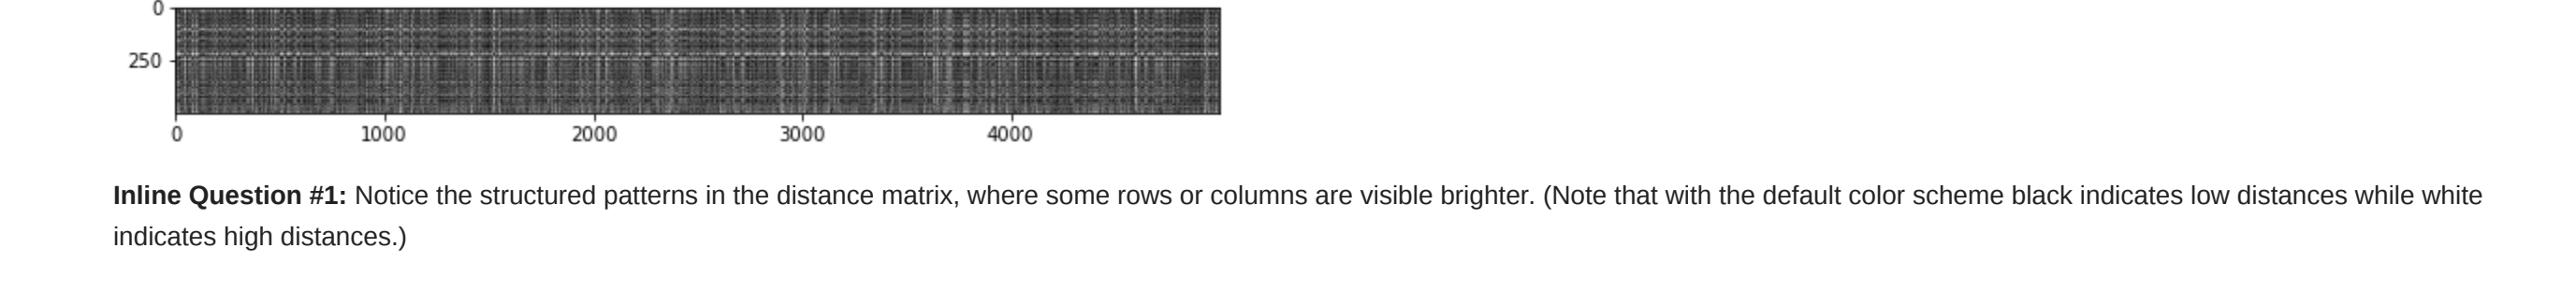 0
250
0 1000 2000 3000 4000
Inline Question #1: Notice the structured patterns in the distance matrix, where some rows or columns are visible brighter. (Note that with the default color scheme black indicates low distances while white
indicates high distances.)